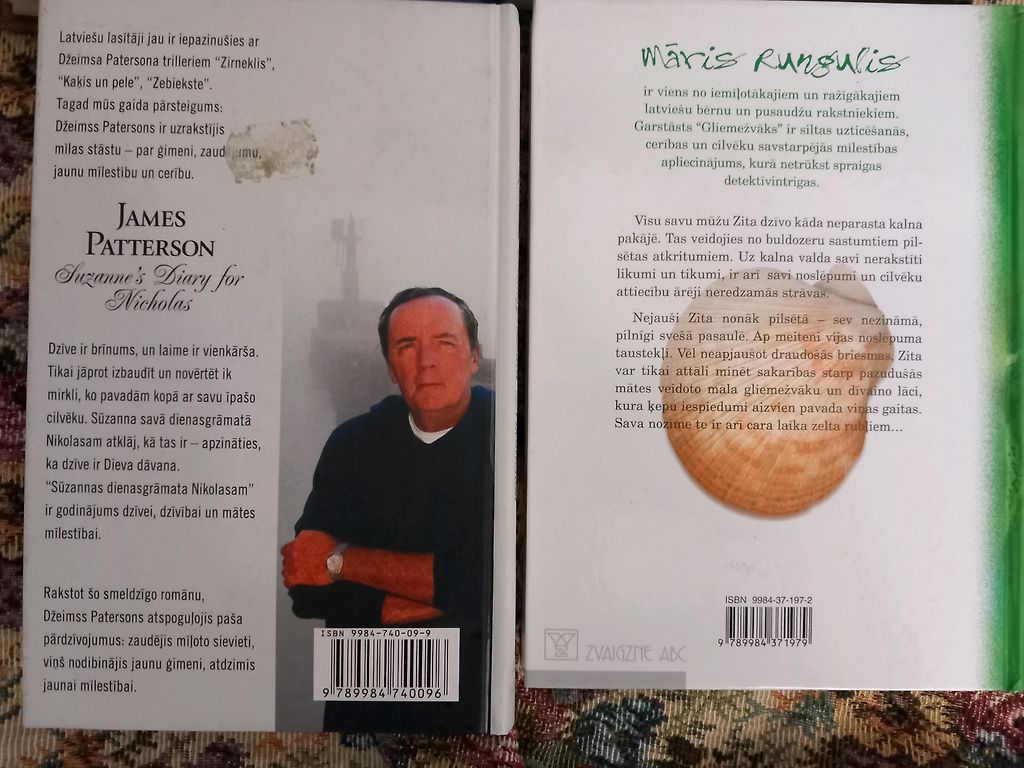 Latviešu lasītāji jau ir iepazinušies ar
Džeimsa Patersona trilleriem “Zirneklis”,
“Kaķis un pele”, “Zebiekste”.
Tagad mūs gaida pārsteigums:
Džeimss Patersons ir uzrakstījis
mīlas stāstu – par ģimeni, zaudējumu,
jaunu mīlestību un cerību.
JAMES
PATTERSON
Suzanne's Diary for
Nicholas
Dzīve ir brīnums, un laime ir vienkārša.
Tikai jāprot izbaudīt un novērtēt ik
mirkli, ko pavadām kopā ar savu īpašo
cilvēku. Sūzanna savā dienasgrāmatā
Nikolasam atklāj, kā tas ir – apzināties,
ka dzīve ir Dieva dāvana.
“Sūzannas dienasgrāmata Nikolasam”
ir godinājums dzīvei, dzīvībai un mātes
mīlestībai.
Rakstot šo smeldzīgo romānu,
Džeimss Patersons atspoguļojis paša
pārdzīvojumus: zaudējis mīļoto sievieti,
viņš nodibinājis jaunu ģimeni, atdzimis
jaunai mīlestībai.
ISBN 9984-740-09-9
9 789984 740096
Māris Rungulis
ir viens no iemīļotākajiem un ražīgākajiem
latviešu bērnu un pusaudžu rakstniekiem.
Garstāsts “Gliemežvāks” ir siltas uzticēšanās,
cerības un cilvēku savstarpējās mīlestības
apliecinājums, kurā netrūkst spraigas
detektīvintrigas.
Visu savu mūžu Zita dzīvo kāda neparasta kalna
pakājē. Tas veidojies no buldozeru sastumtiem pil-
sētas atkritumiem. Uz kalna valda savi nerakstīti
likumi un tikumi, ir arī savi noslēpumi un cilvēku
attiecību ārēji neredzamās strāvas.
Nejauši Zita nonāk pilsētā – sev nezināmā,
pilnīgi svešā pasaulē. Ap meiteni vijas noslēpuma
taustekļi. Vēl neapjaušot draudošās briesmas, Zita
var tikai attāli minēt sakarības starp pazudušās
mātes veidoto māla gliemežvāku un dīvaino lāci,
kura ķepu iespiedumi aizvien pavada viņas gaitas.
Sava nozīme te ir arī cara laika zelta rubļiem...
ISBN 9984-37-197-2
9 789984 371979
ZVAIGZNE ABC